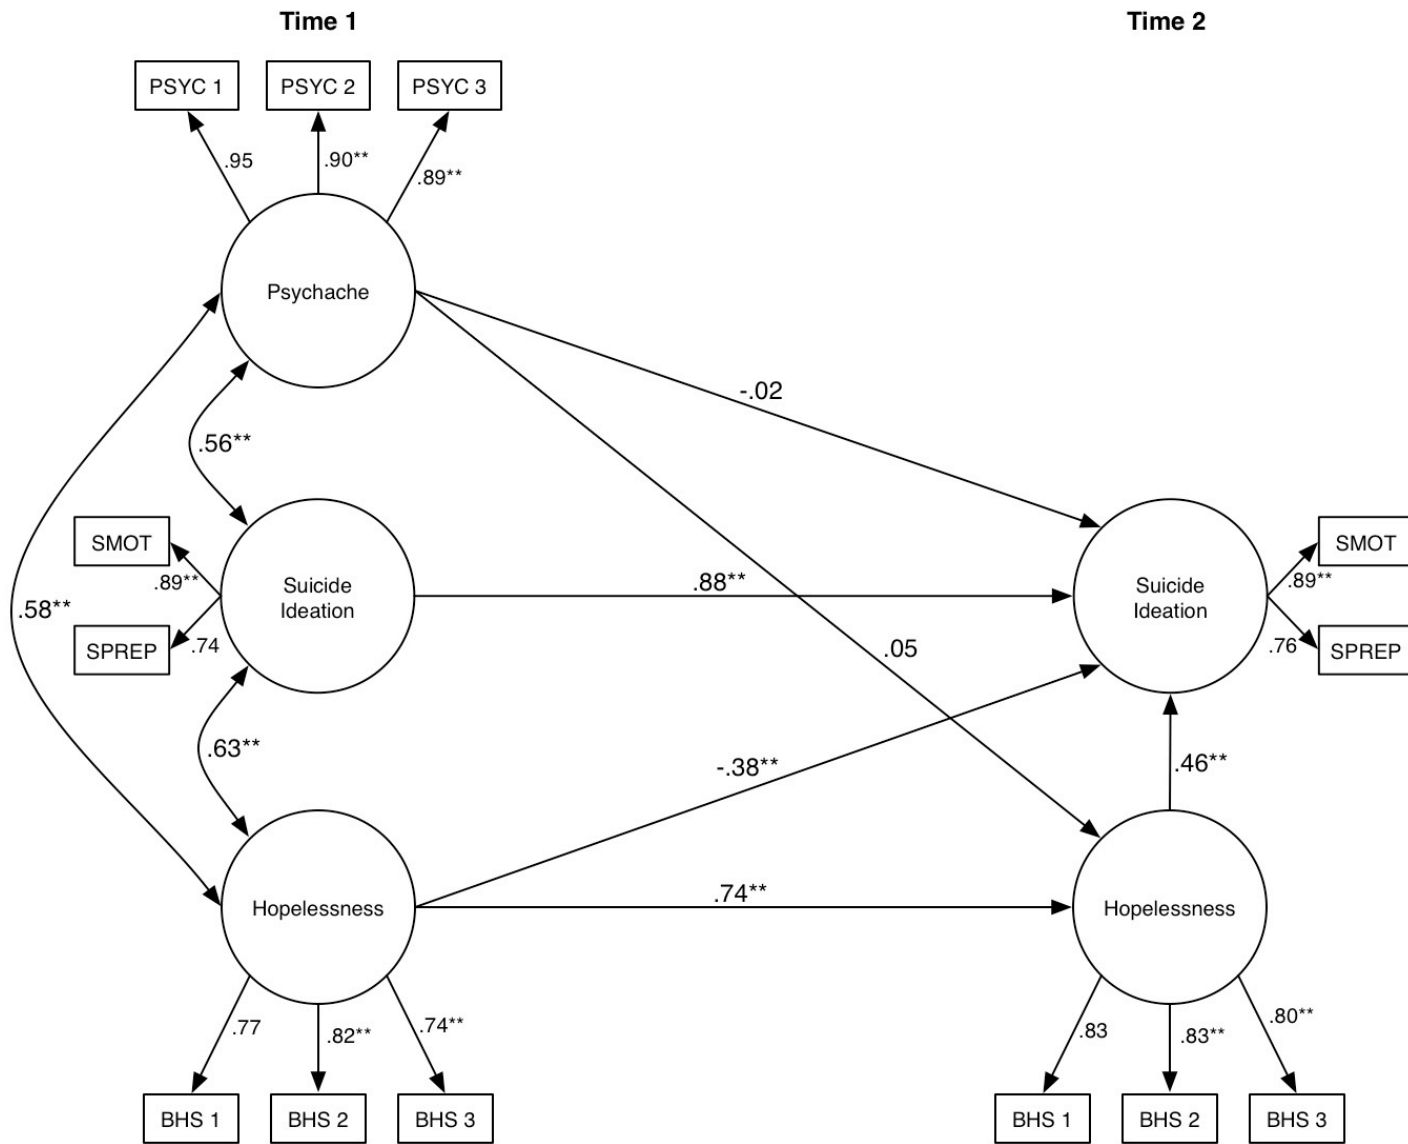 Time 1
Time 2
PSYC 1
PSYC 2
PSYC 3
.95
.90**
.89**
Psychache
-.02
.56**
SMOT
.89**
Suicide
Ideation
.88**
Suicide
Ideation
SMOT
.89**
.58**
SPREP
.74
.05
.76
SPREP
.63**
-.38**
.46**
Hopelessness
.74**
Hopelessness
.77
.82**
.74**
.83
.83**
.80**
BHS 1
BHS 2
BHS 3
BHS 1
BHS 2
BHS 3